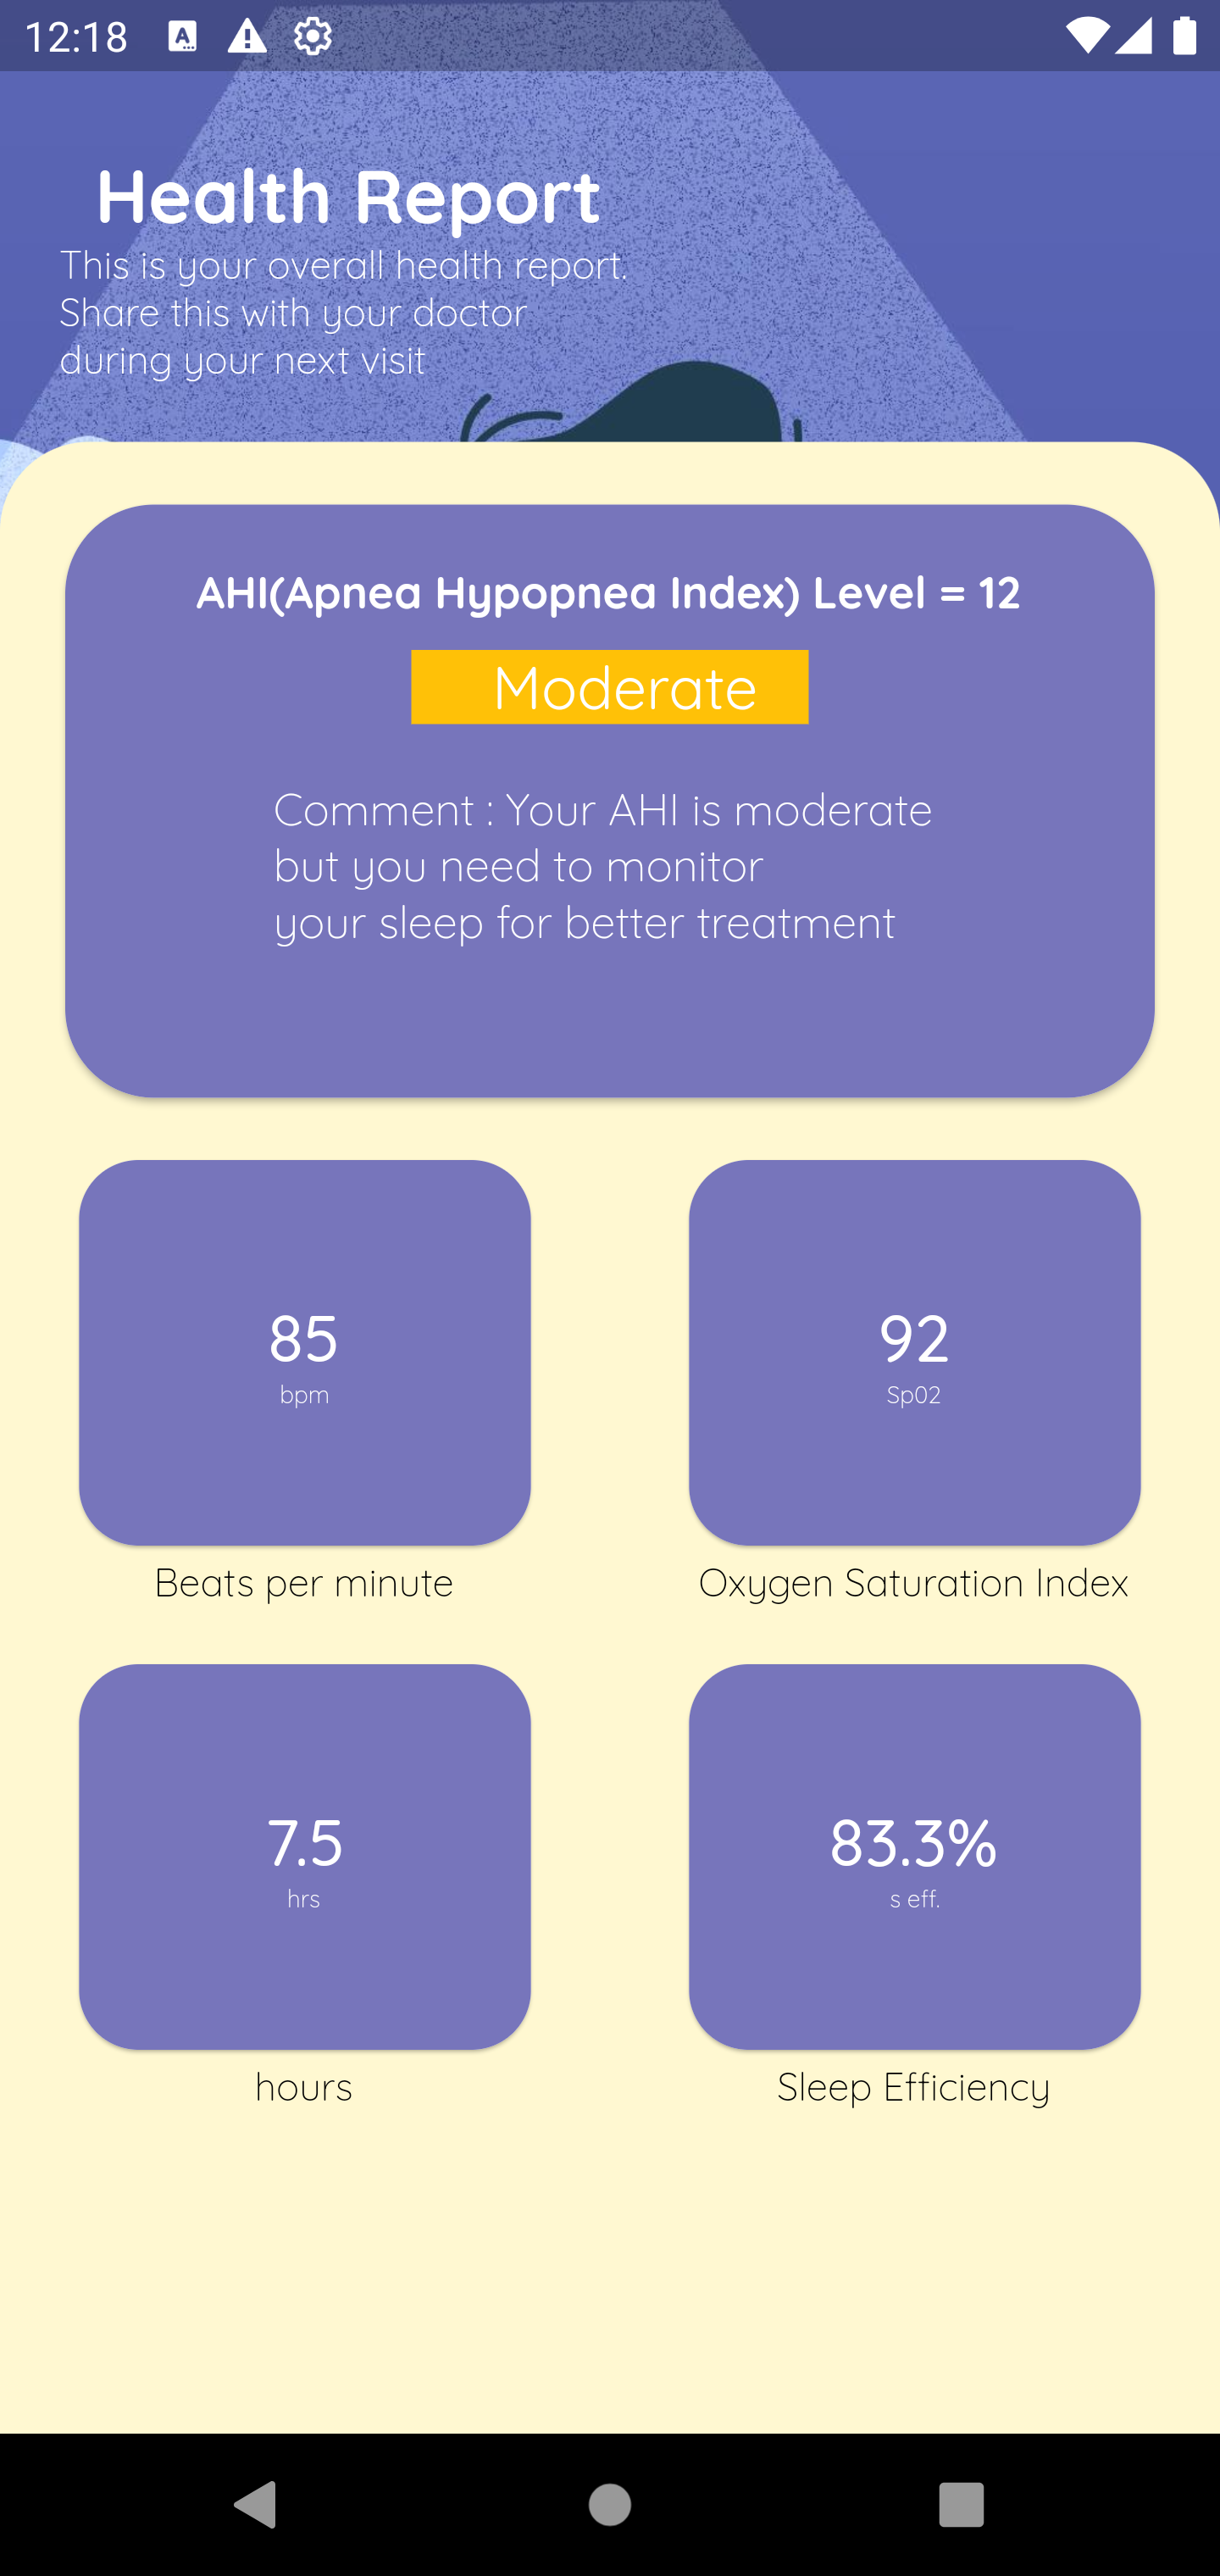 12:18
Health Report
This is your overall health report.
Share this with your doctor
during your next visit
AHI(Apnea Hypopnea Index) Level = 12
Moderate
Comment : Your AHI is moderate
but you need to monitor
your sleep for better treatment
85
bpm
92
Sp02
Beats per minute
Oxygen Saturation Index
7.5
hrs
83.3%
s eff.
hours
Sleep Efficiency